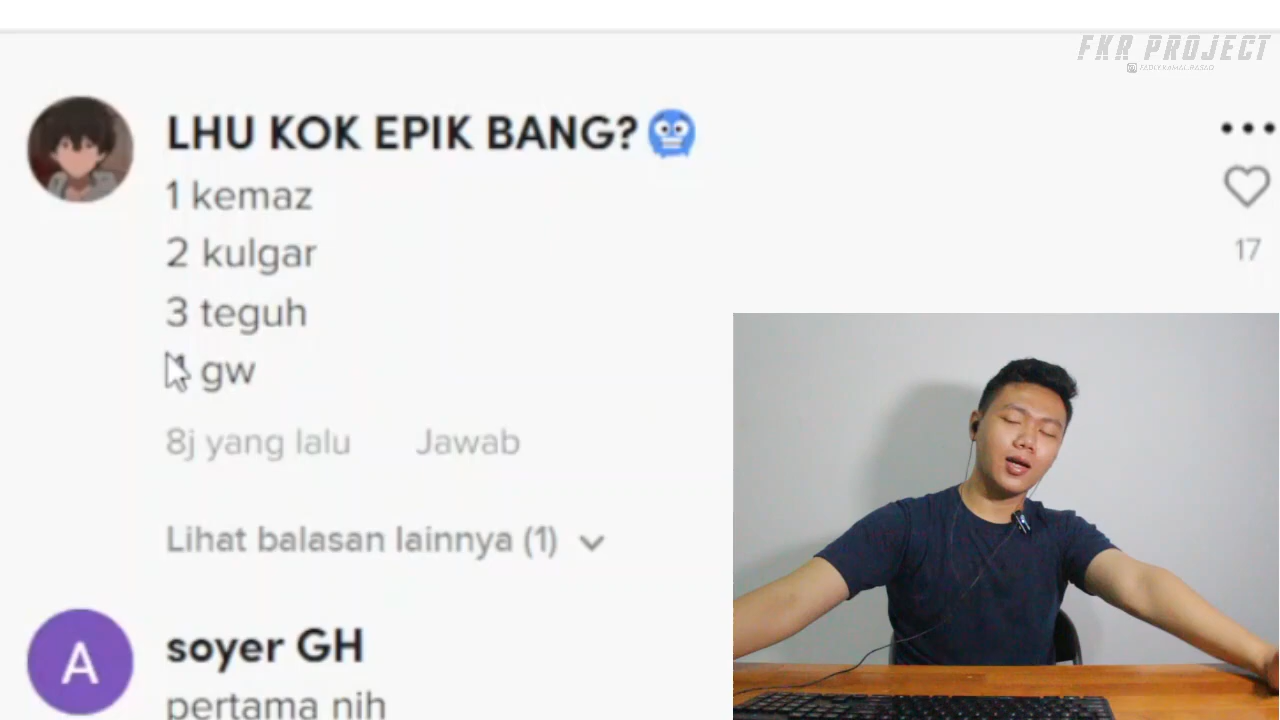 FKR PROJECT
LHU KOK EPIK BANG?
1 kemaz
2 kulgar
3 teguh
gw
17
8j yang lalu Jawab
Lihat balasan lainnya (1)
A
soyer GH
pertama nih